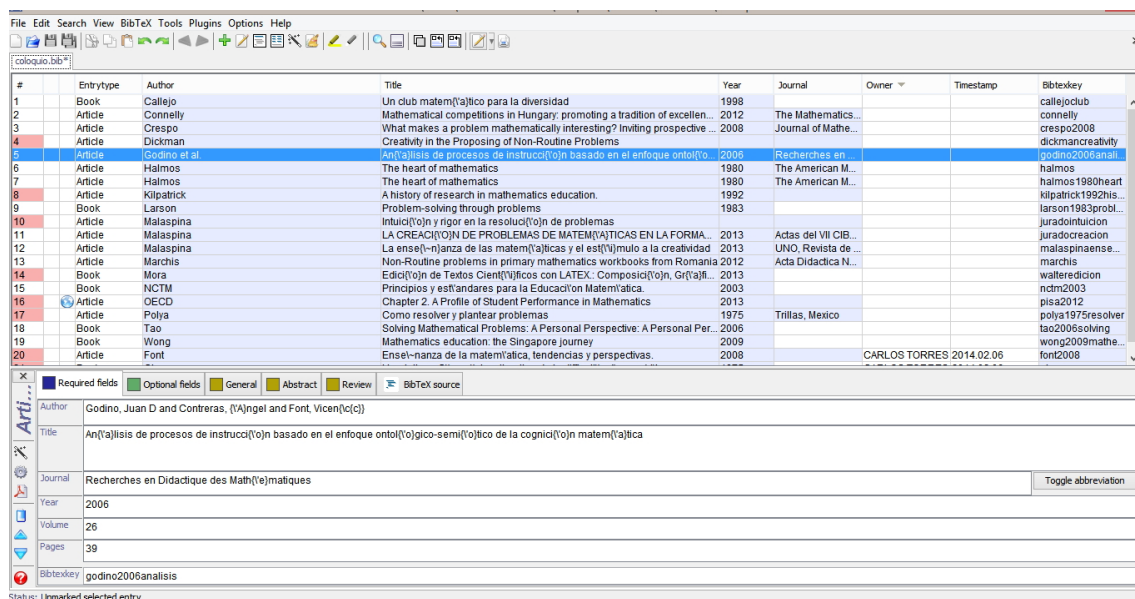 File Edit Search View BibTeX Tools Plugins Options Help
coloquio.bib*
# Entrytype Author Title Year Journal Owner Timestamp Bibtexkey
1 Book Callejo Un club matem{\'a}tico para la diversidad 1998 callejoclub
2 Article Connelly Mathematical competitions in Hungary: promoting a tradition of excellen... 2012 The Mathematics... connelly
3 Article Crespo What makes a problem mathematically interesting? Inviting prospective ... 2008 Journal of Mathe... crespo2008
4 Article Dickman Creativity in the Proposing of Non-Routine Problems dickmancreativity
5 Article Godino et al. An{\'a}lisis de procesos de instrucci{\'o}n basado en el enfoque ontol{\'o... 2006 Recherches en ... godino2006anali...
6 Article Halmos The heart of mathematics 1980 The American M... halmos
7 Article Halmos The heart of mathematics 1980 The American M... halmos1980heart
8 Article Kilpatrick A history of research in mathematics education. 1992 kilpatrick1992his...
9 Book Larson Problem-solving through problems 1983 larson1983probl...
10 Article Malaspina Intuici{\'o}n y rigor en la resoluci{\'o}n de problemas juradointuicion
11 Article Malaspina LA CREACI{\'O}N DE PROBLEMAS DE MATEM{\'A}TICAS EN LA FORMA... 2013 Actas del VII CIB... juradocreacion
12 Article Malaspina La ense{\~n}anza de las matem{\'a}ticas y el est{\'\i}mulo a la creatividad 2013 UNO, Revista de ... malaspinaense...
13 Article Marchis Non-Routine problems in primary mathematics workbooks from Romania 2012 Acta Didactica N... marchis
14 Book Mora Edici{\'o}n de Textos Cient{\'\i}ficos con LATEX.: Composici{\'o}n, Gr{\'a}fi... 2013 walteredicion
15 Book NCTM Principios y est\'andares para la Educaci\'on Matem\'atica. 2003 nctm2003
16 Article OECD Chapter 2. A Profile of Student Performance in Mathematics 2013 pisa2012
17 Article Polya Como resolver y plantear problemas 1975 Trillas, Mexico polya1975resolver
18 Book Tao Solving Mathematical Problems: A Personal Perspective: A Personal Per... 2006 tao2006solving
19 Book Wong Mathematics education: the Singapore journey 2009 wong2009mathe...
20 Article Font Ense\~nanza de la matem\'atica, tendencias y perspectivas. 2008 CARLOS TORRES 2014.02.06 font2008
Required fields Optional fields General Abstract Review BibTeX source
Arti...
Author Godino, Juan D and Contreras, {\'A}ngel and Font, Vicen{\c{c}}
Title An{\'a}lisis de procesos de instrucci{\'o}n basado en el enfoque ontol{\'o}gico-semi{\'o}tico de la cognici{\'o}n matem{\'a}tica
Journal Recherches en Didactique des Math{\'e}matiques Toggle abbreviation
Year 2006
Volume 26
Pages 39
Bibtexkey godino2006analisis
Status: Unmarked selected entry